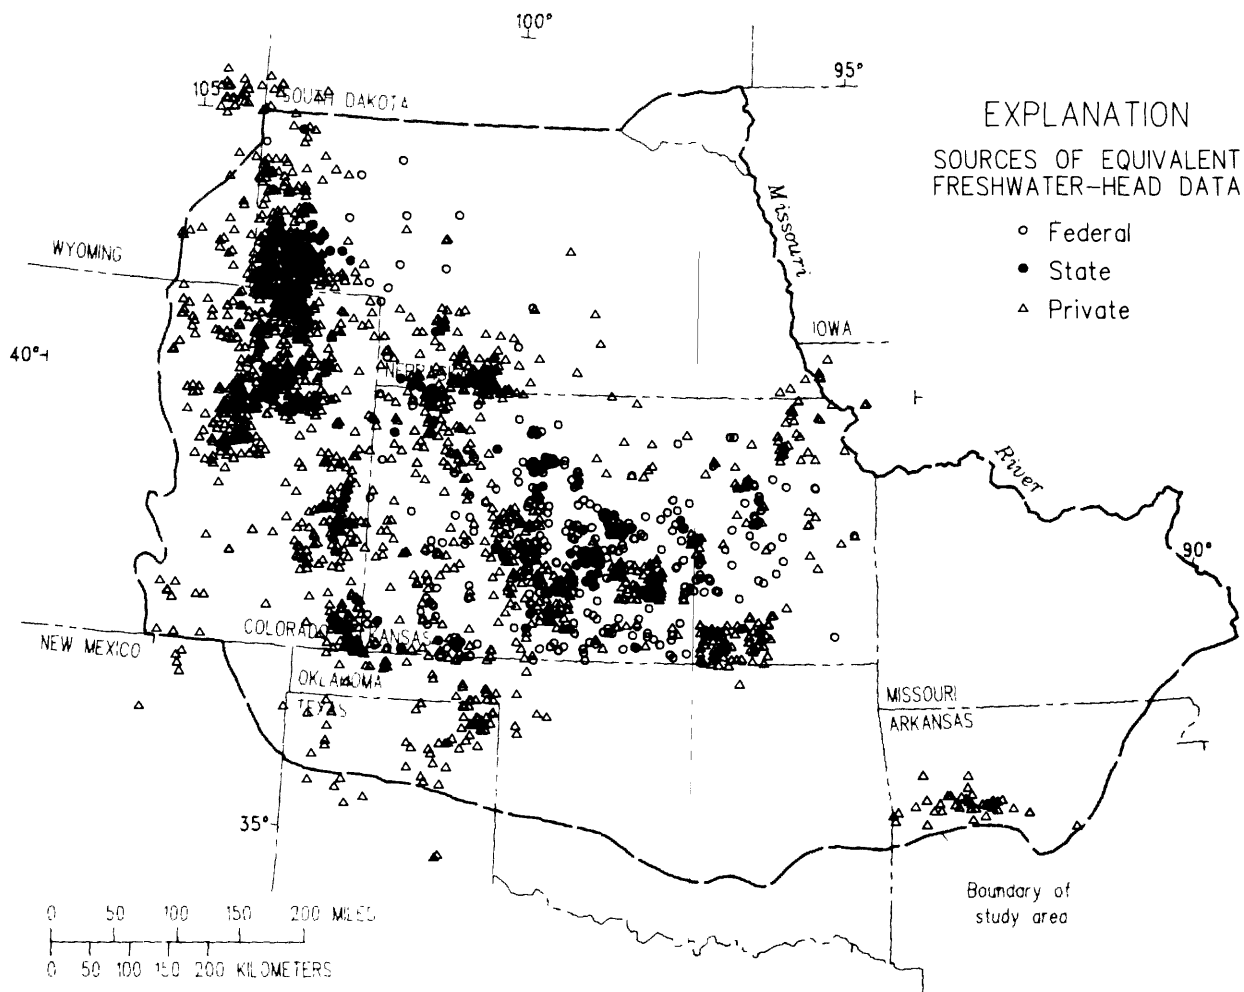 100°
95°
105
SOUTH DAKOTA
EXPLANATION
SOURCES OF EQUIVALENT
FRESHWATER-HEAD DATA
Federal
State
Private
Missouri
WYOMING
IOWA
40°
River
90°
COLORADO
KANSAS
NEW MEXICO
OKLAHOMA
TEXAS
MISSOURI
ARKANSAS
35°
Boundary of
study area
0 50 100 150 200 MILES
0 50 100 150 200 KILOMETERS